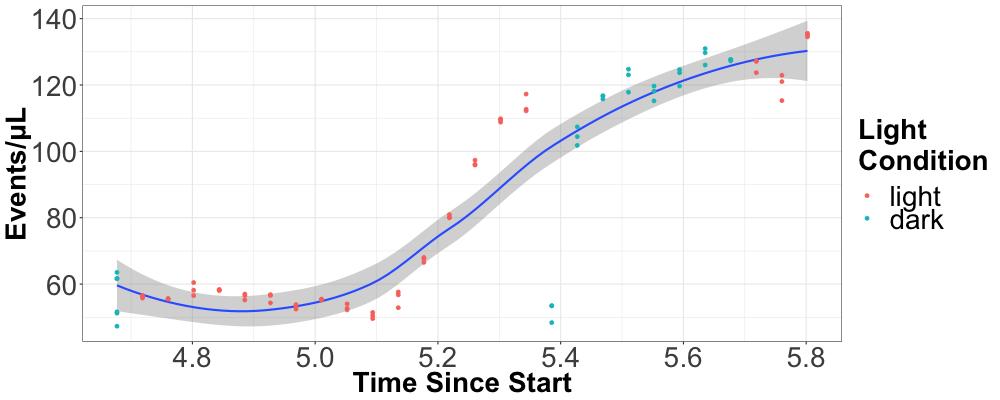 Events/µL
140
120
100
80
60
4.8 5.0 5.2 5.4 5.6 5.8
Time Since Start
Light
Condition
light
dark